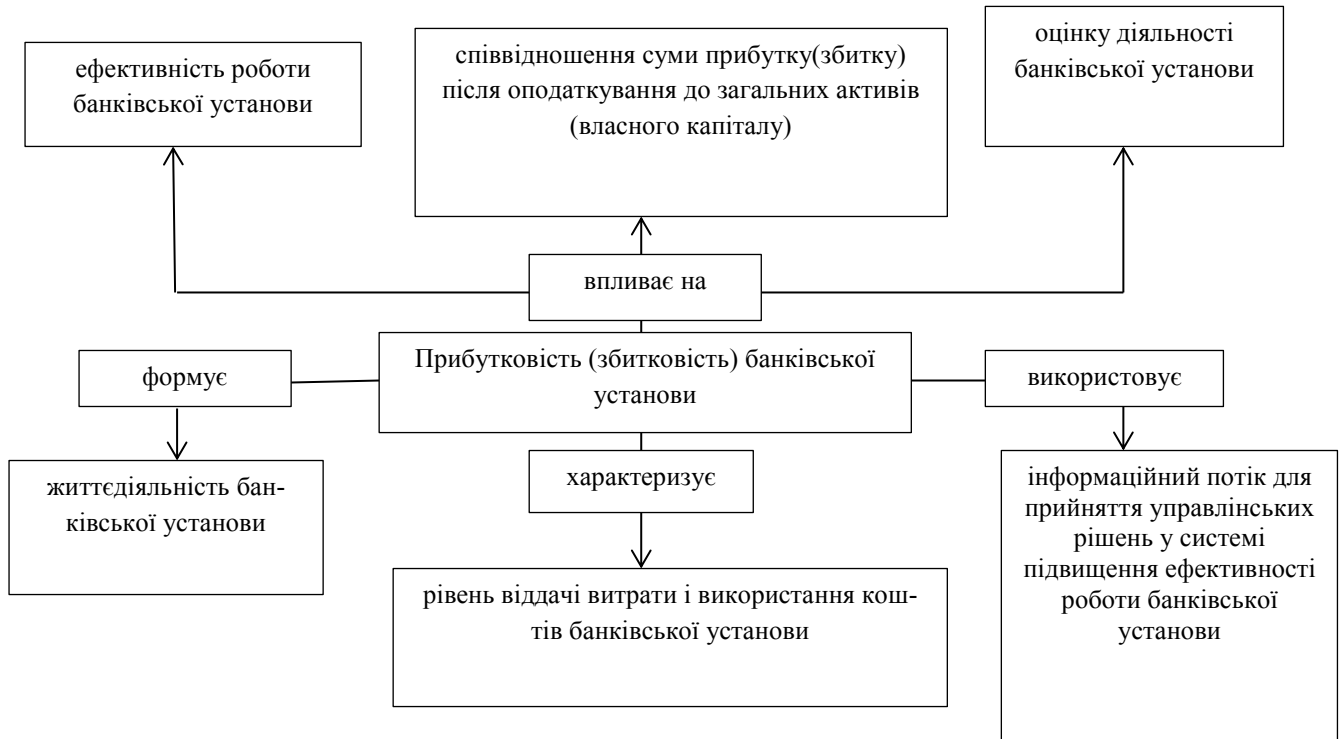 ефективність роботи
банківської установи
співвідношення суми прибутку(збитку)
після оподаткування до загальних активів
(власного капіталу)
оцінку діяльності
банківської установи
впливає на
формує
Прибутковість (збитковість) банківської
установи
використовує
життєдіяльність бан-
ківської установи
характеризує
рівень віддачі витрати і використання кош-
тів банківської установи
інформаційний потік для
прийняття управлінських
рішень у системі
підвищення ефективності
роботи банківської
установи